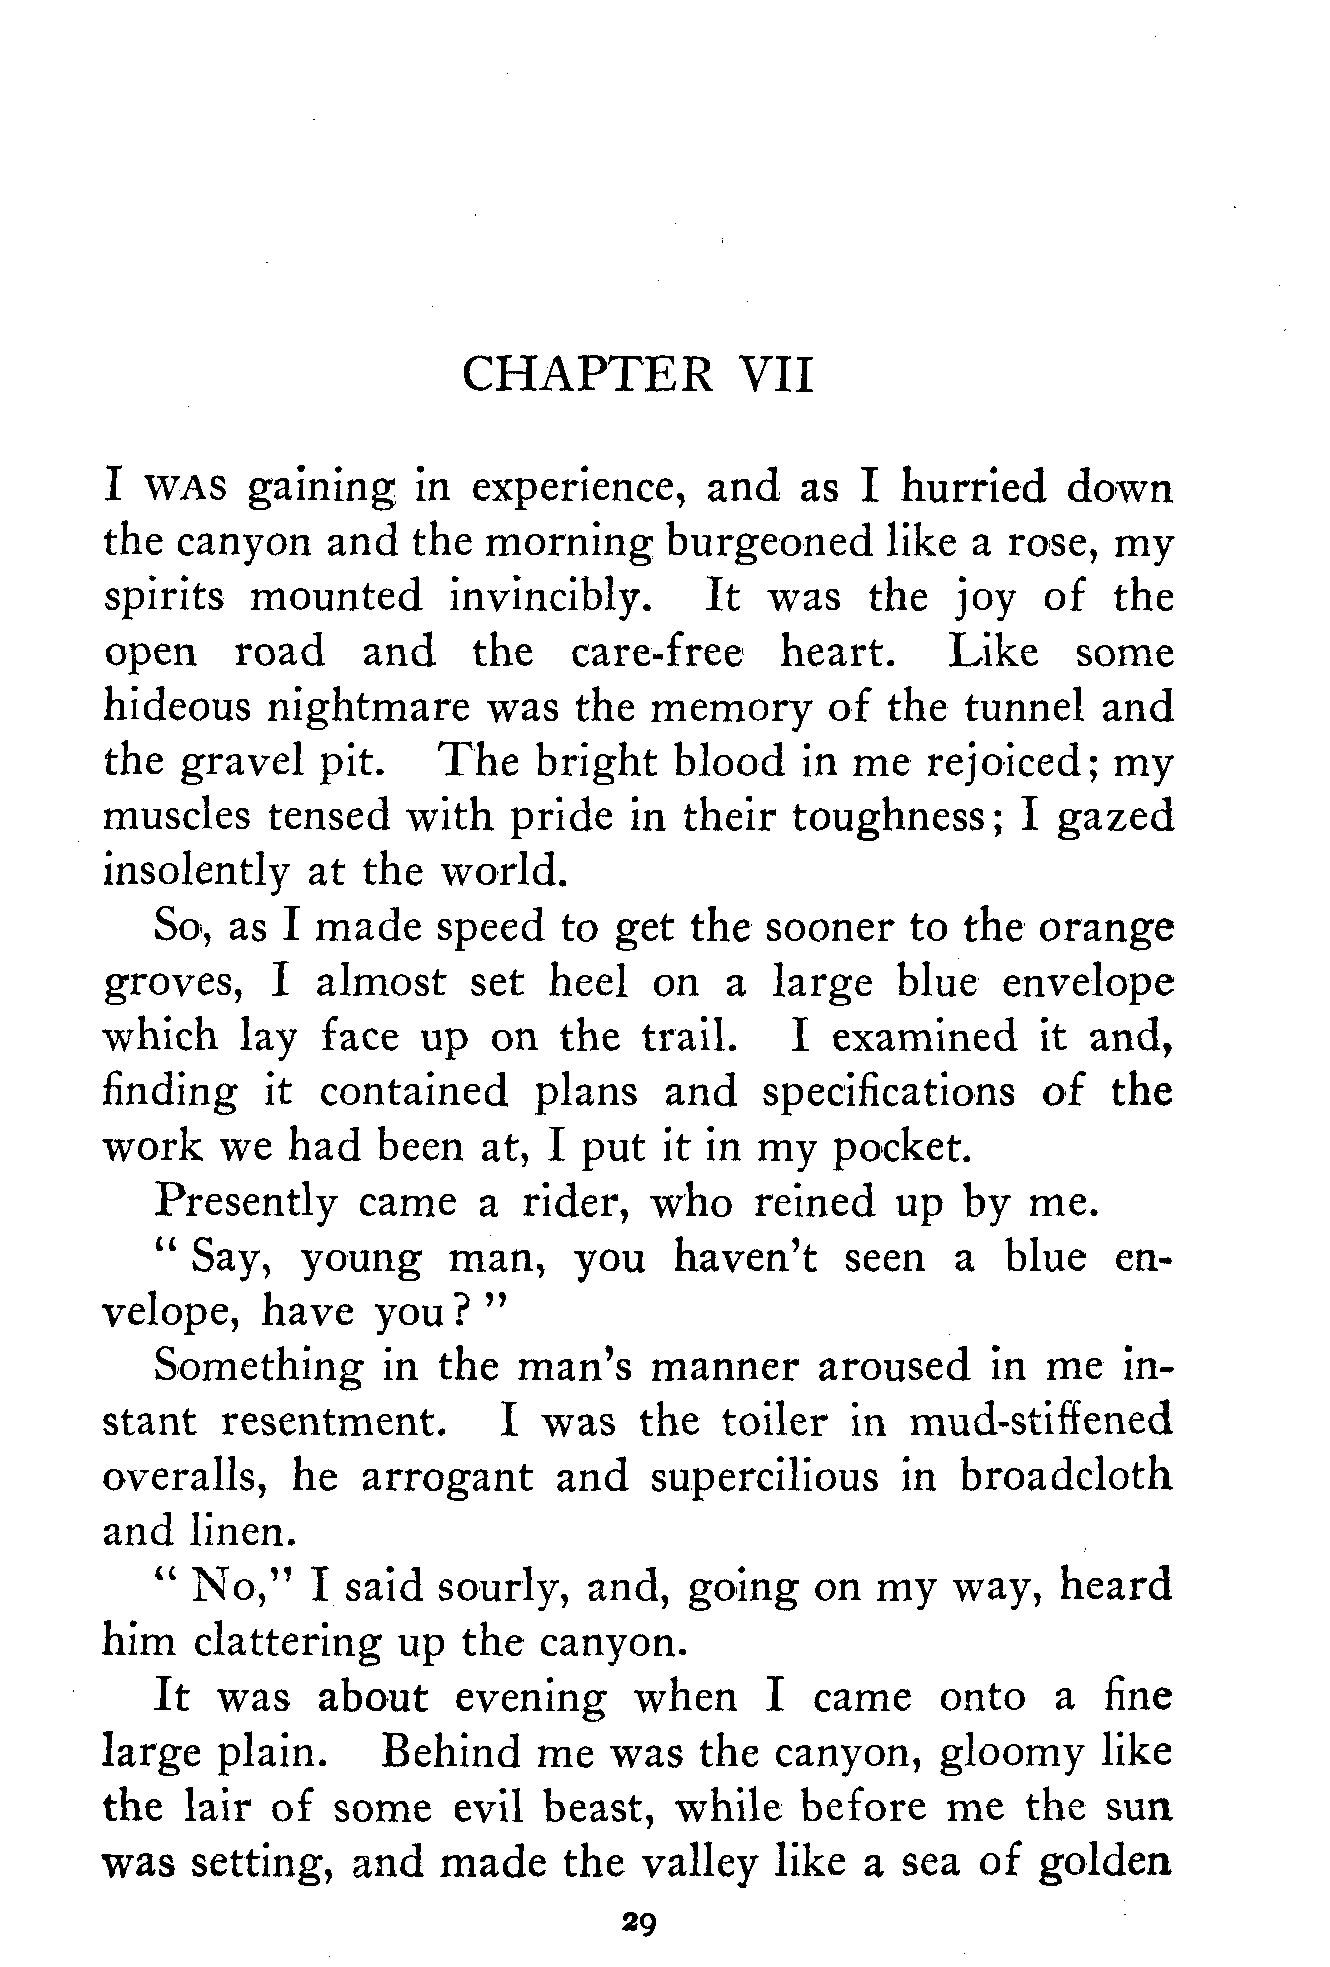 CHAPTER VII
I WAS gaining in experience, and as I hurried down
the canyon and the morning burgeoned like a rose, my
spirits mounted invincibly. It was the joy of the
open road and the care-free heart. Like some
hideous nightmare was the memory of the tunnel and
the gravel pit. The bright blood in me rejoiced; my
muscles tensed with pride in their toughness; I gazed
insolently at the world.
So, as I made speed to get the sooner to the orange
groves, I almost set heel on a large blue envelope
which lay face up on the trail. I examined it and,
finding it contained plans and specifications of the
work we had been at, I put it in my pocket.
Presently came a rider, who reined up by me.
" Say, young man, you haven't seen a blue en-
velope, have you? "
Something in the man's manner aroused in me in-
stant resentment. I was the toiler in mud-stiffened
overalls, he arrogant and supercilious in broadcloth
and linen.
" No," I said sourly, and, going on my way, heard
him clattering up the canyon.
It was about evening when I came onto a fine
large plain. Behind me was the canyon, gloomy like
the lair of some evil beast, while before me the sun
was setting, and made the valley like a sea of golden
29